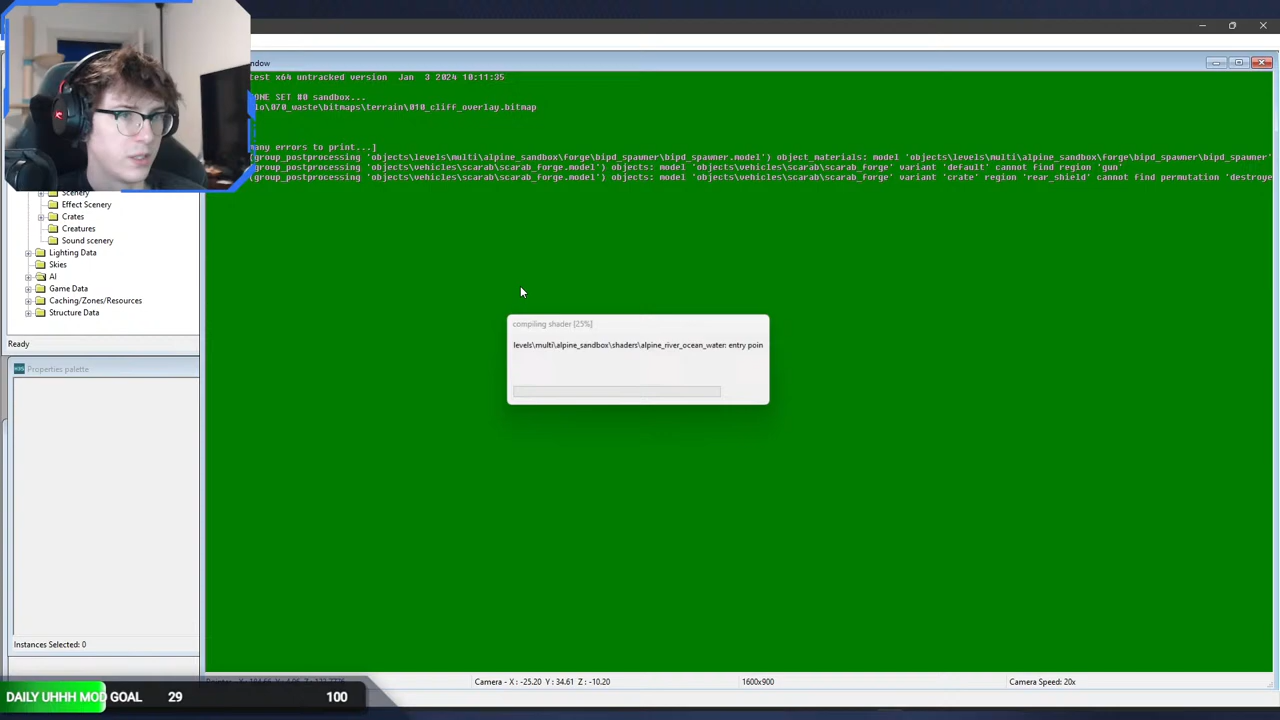 ndow
test x64 untracked version Jan 3 2024 10:11:35
ONE SET #0 sandbox...
lo\070_waste\bitmaps\terrain\010_cliff_overlay.bitmap
any errors to print...]
(group_postprocessing 'objects\levels\multi\alpine_sandbox\forge\bipd_spawner\bipd_spawner.model') object_materials: model 'objects\levels\multi\alpine_sandbox\forge\bipd_spawner\bipd_spawner'
(group_postprocessing 'objects\vehicles\scarab\scarab_forge.model') objects: model 'objects\vehicles\scarab\scarab_forge' variant 'default' cannot find region 'gun'
(group_postprocessing 'objects\vehicles\scarab\scarab_forge.model') objects: model 'objects\vehicles\scarab\scarab_forge' variant 'crate' region 'rear_shield' cannot find permutation 'destroye
Scenery
Effect Scenery
Crates
Creatures
Sound scenery
Lighting Data
Skies
AI
Game Data
Caching/Zones/Resources
Structure Data
Ready
Properties palette
compiling shader [25%]
levels\multi\alpine_sandbox\shaders\alpine_river_ocean_water: entry poin
Instances Selected: 0
Camera - X : -25.20 Y : 34.61 Z : -10.20
1600x900
Camera Speed: 20x
DAILY UHHH MOD GOAL 29 100